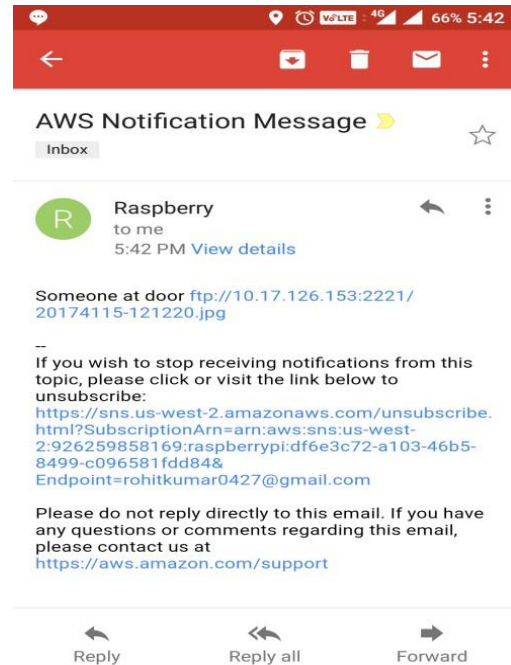 VoLTE 4G 66% 5:42
AWS Notification Message
Inbox
R
Raspberry
to me
5:42 PM View details
Someone at door ftp://10.17.126.153:2221/
20174115-121220.jpg
--
If you wish to stop receiving notifications from this
topic, please click or visit the link below to
unsubscribe:
https://sns.us-west-2.amazonaws.com/unsubscribe.
html?SubscriptionArn=arn:aws:sns:us-west-
2:926259858169:raspberrypi:df6e3c72-a103-46b5-
8499-c096581fdd84&
Endpoint=rohitkumar0427@gmail.com
Please do not reply directly to this email. If you have
any questions or comments regarding this email,
please contact us at
https://aws.amazon.com/support
Reply Reply all Forward